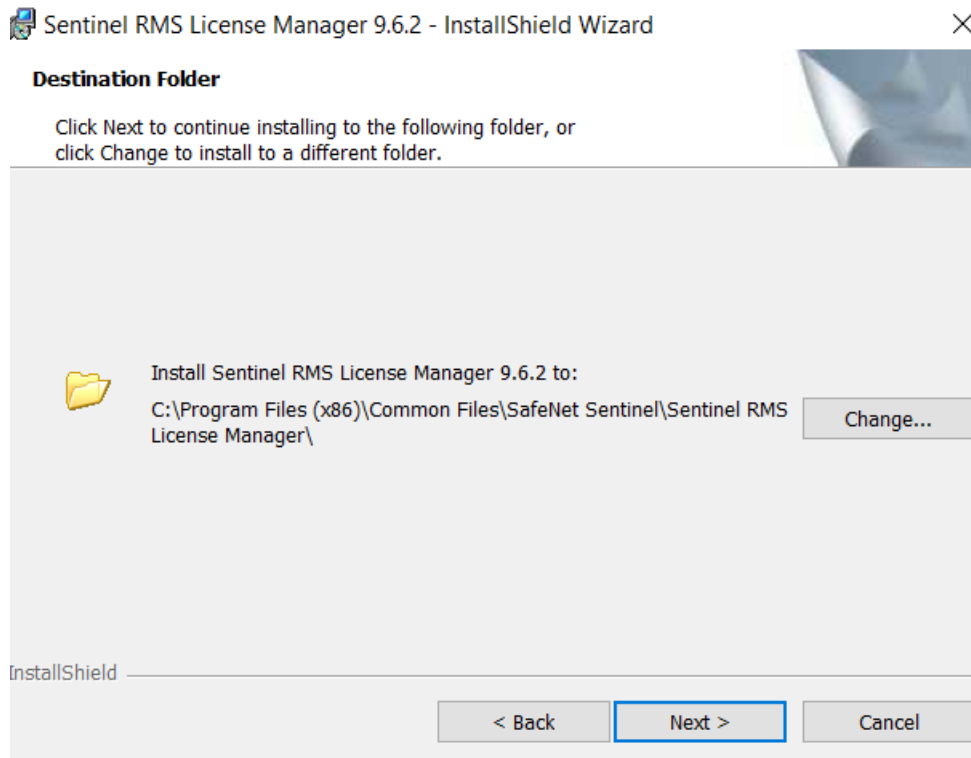 Sentinel RMS License Manager 9.6.2 - InstallShield Wizard
Destination Folder
Click Next to continue installing to the following folder, or
click Change to install to a different folder.
Install Sentinel RMS License Manager 9.6.2 to:
C:\Program Files (x86)\Common Files\SafeNet Sentinel\Sentinel RMS
License Manager\
Change...
InstallShield
< Back
Next >
Cancel